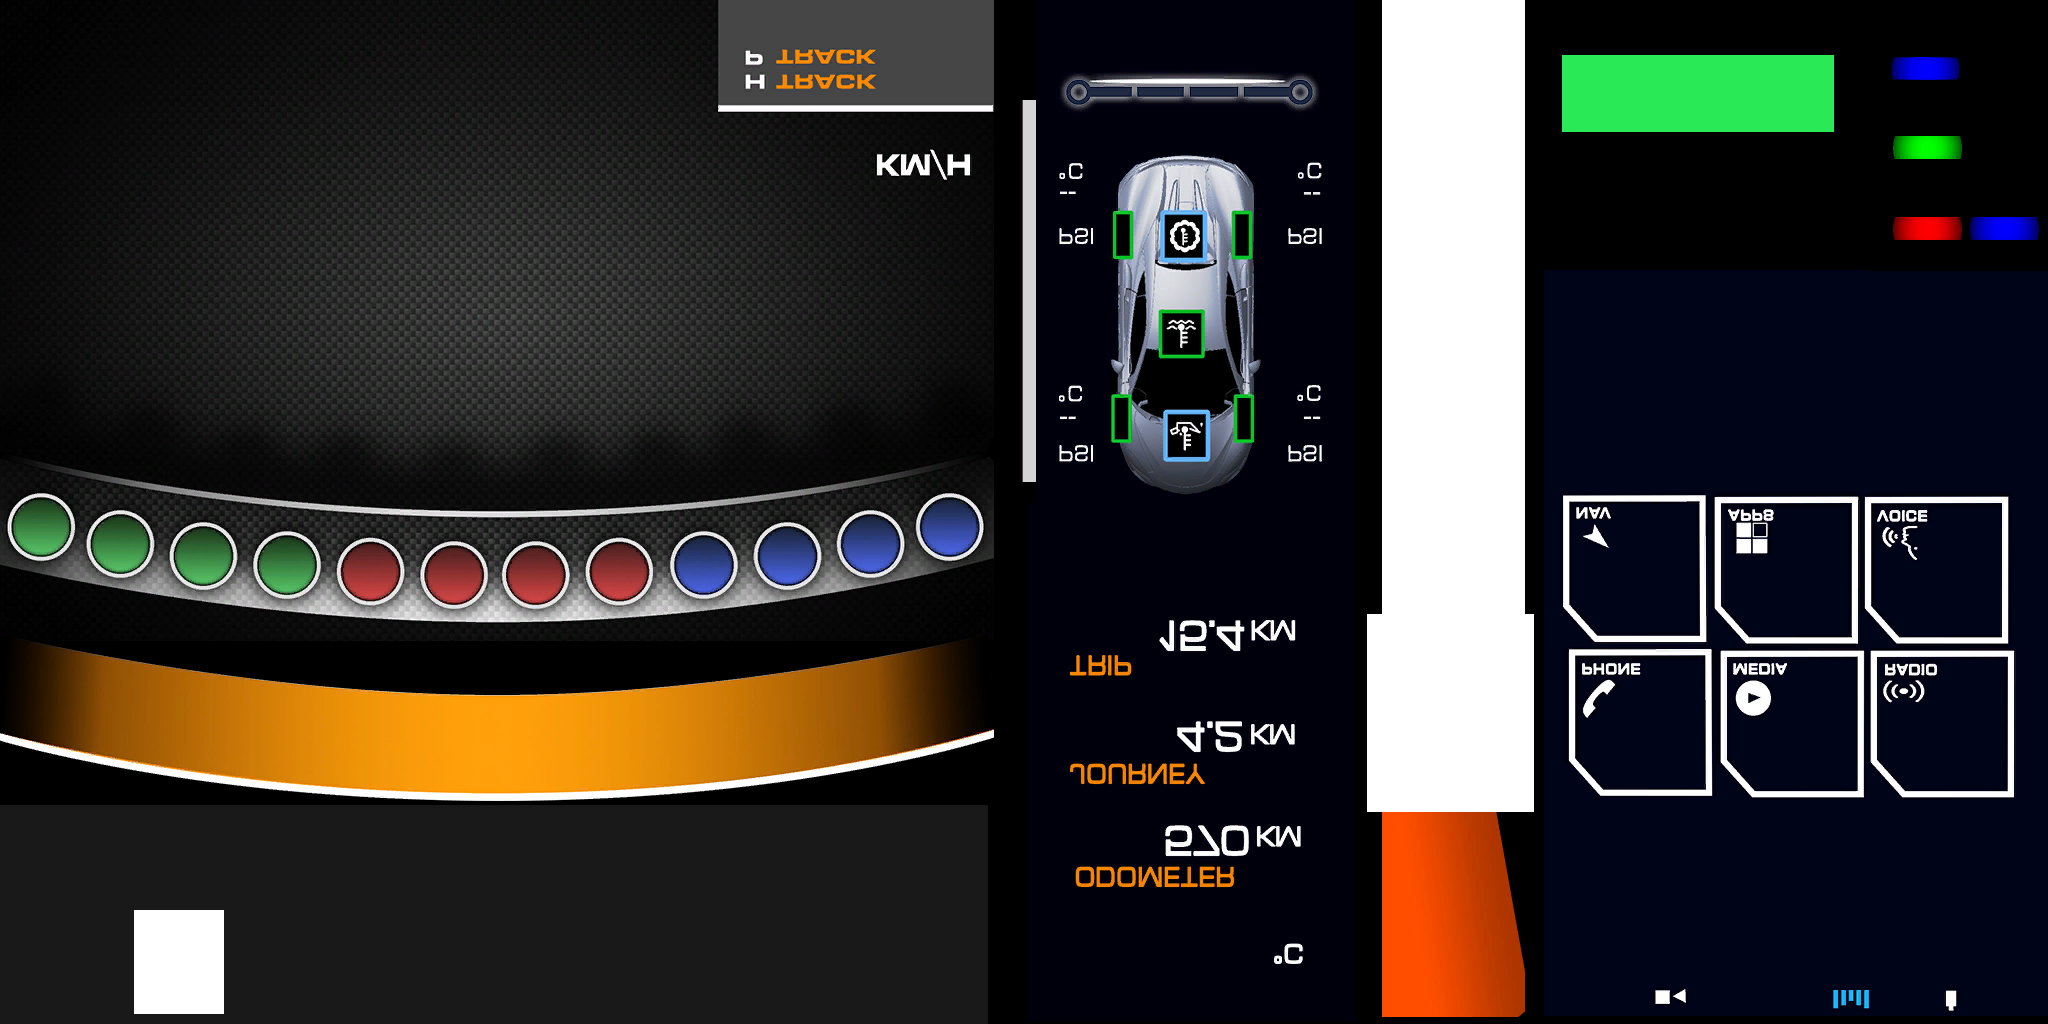 H TRACK
P TRACK
KM/H
°C
--
PSI
°C
--
PSI
°C
--
PSI
°C
--
PSI
TRIP
15.4 KM
JOURNEY
4.5 KM
ODOMETER
570 KM
°C
NAV
APPS
VOICE
PHONE
MEDIA
RADIO